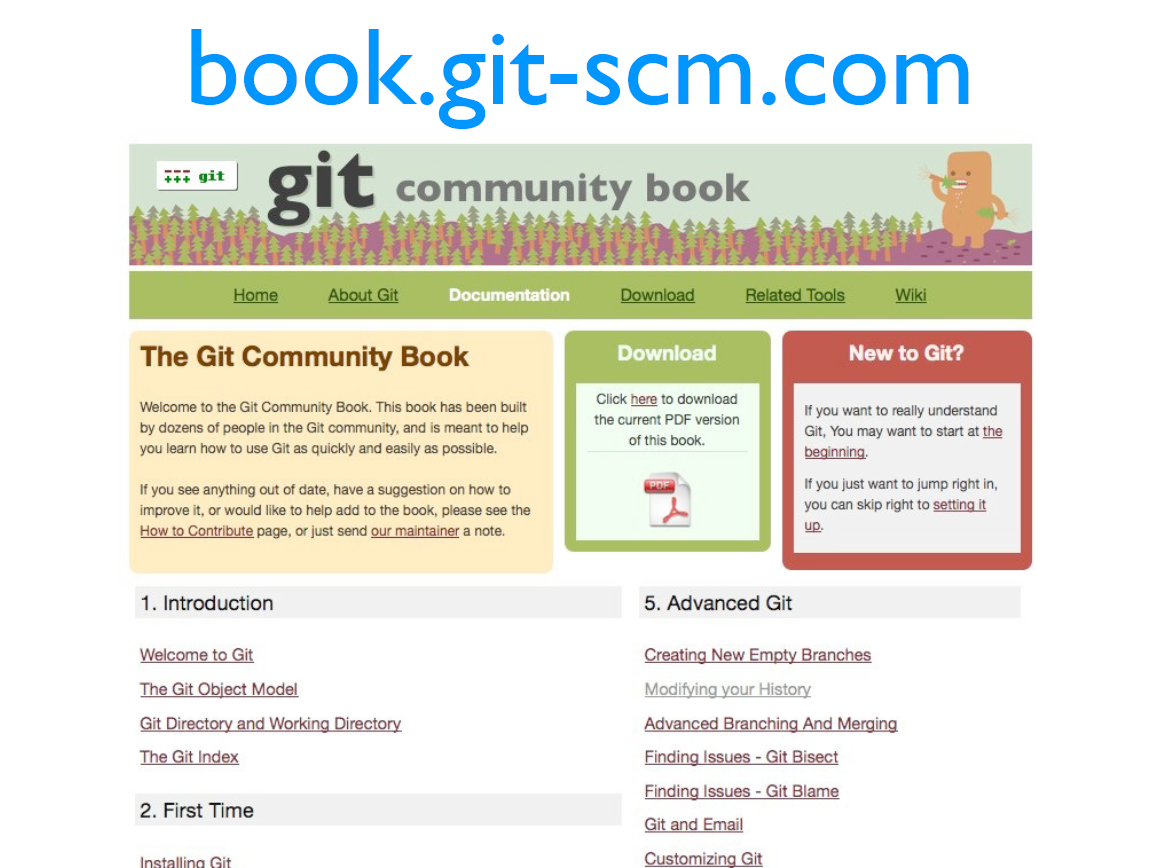 book.git-scm.com
--- +++ git
git community book
Home About Git Documentation Download Related Tools Wiki
The Git Community Book
Welcome to the Git Community Book. This book has been built
by dozens of people in the Git community, and is meant to help
you learn how to use Git as quickly and easily as possible.
If you see anything out of date, have a suggestion on how to
improve it, or would like to help add to the book, please see the
How to Contribute page, or just send our maintainer a note.
Download
Click here to download
the current PDF version
of this book.
PDF
New to Git?
If you want to really understand
Git, You may want to start at the
beginning.
If you just want to jump right in,
you can skip right to setting it
up.
1. Introduction
Welcome to Git
The Git Object Model
Git Directory and Working Directory
The Git Index
2. First Time
Installing Git
5. Advanced Git
Creating New Empty Branches
Modifying your History
Advanced Branching And Merging
Finding Issues - Git Bisect
Finding Issues - Git Blame
Git and Email
Customizing Git